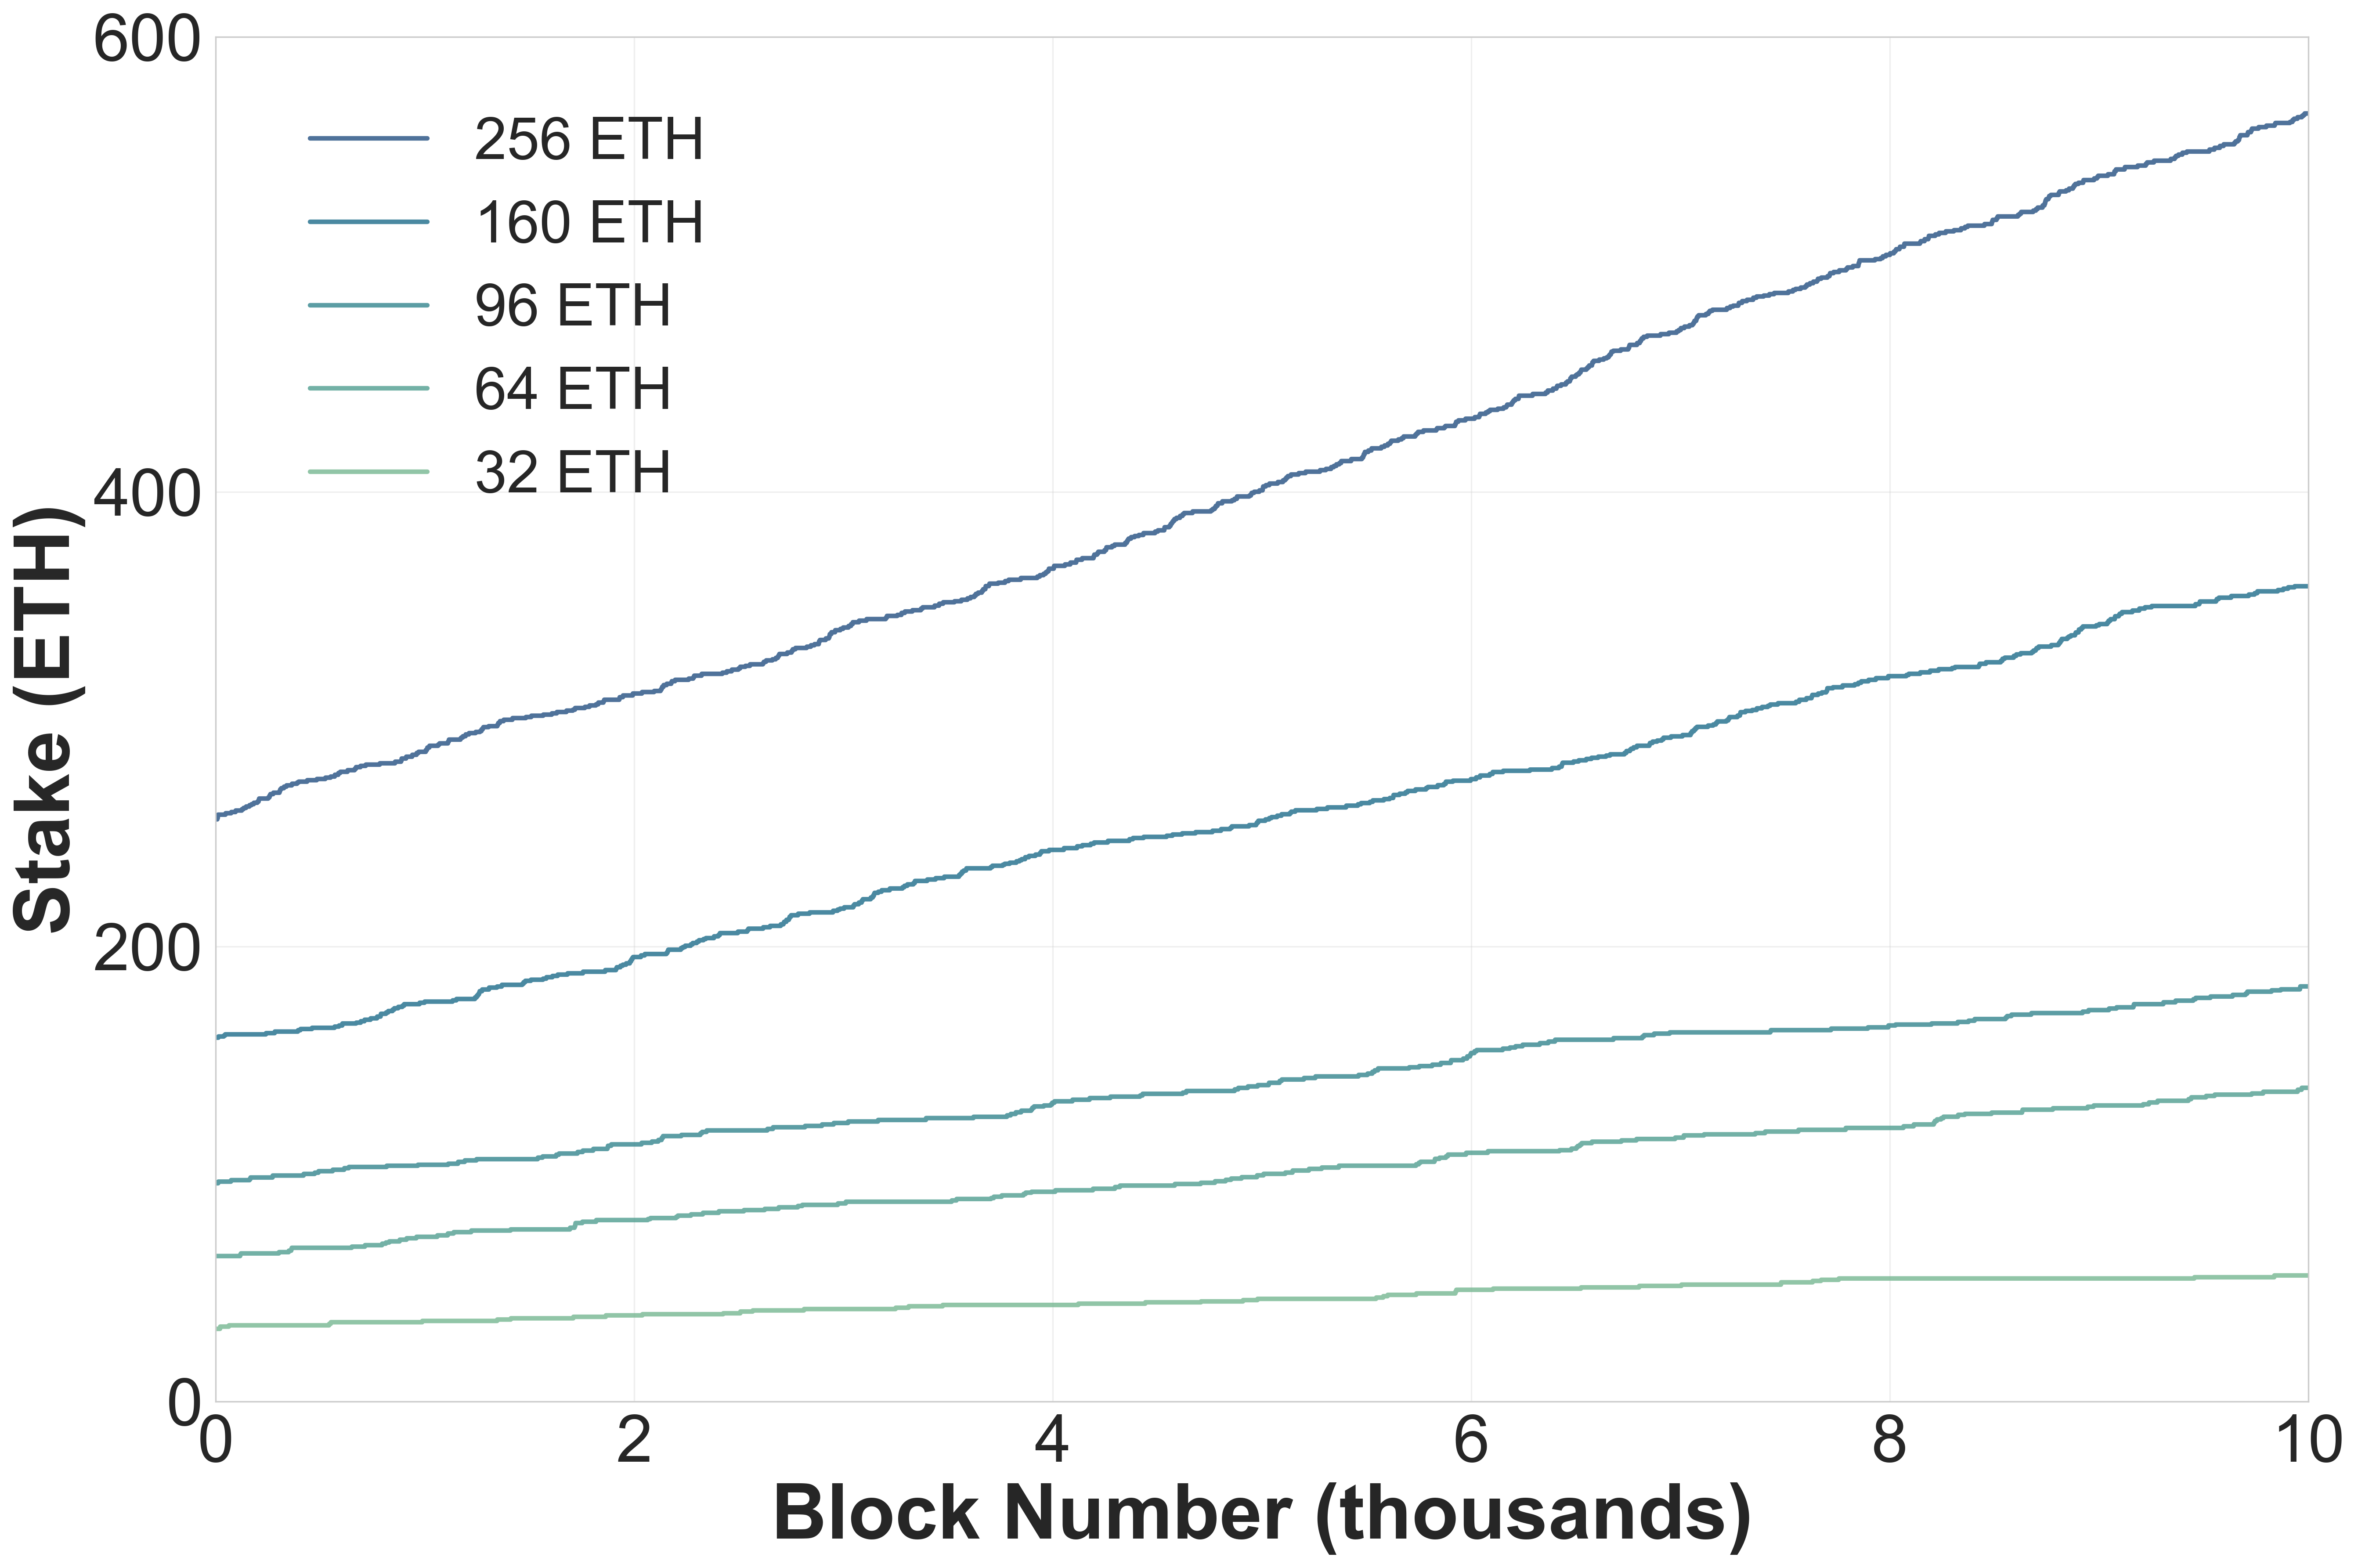 600
400
200
0
Stake (ETH)
256 ETH
160 ETH
96 ETH
64 ETH
32 ETH
0 2 4 6 8 10
Block Number (thousands)